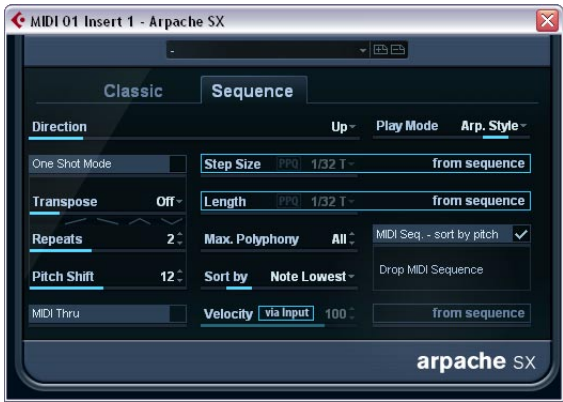 MIDI 01 Insert 1 - Arpache SX
-
Classic Sequence
Direction Up Play Mode Arp. Style
One Shot Mode Step Size PPQ 1/32 T from sequence
Transpose Off Length PPQ 1/32 T from sequence
Repeats 2 Max. Polyphony All MIDI Seq. - sort by pitch
Pitch Shift 12 Sort by Note Lowest Drop MIDI Sequence
MIDI Thru Velocity via Input 100 from sequence
arpache SX